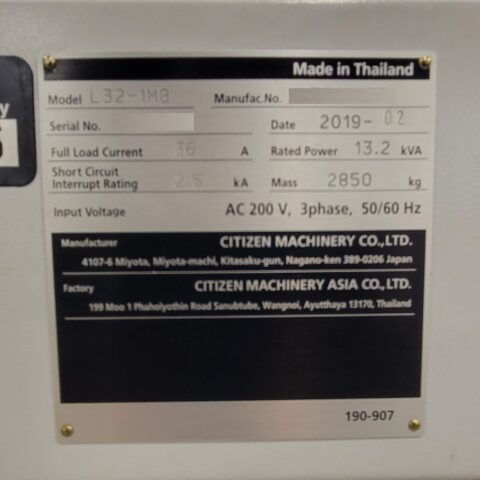 Made in Thailand
Model L32-1M8 Manufac.No.
Serial No. Date 2019-02
Full Load Current 36 A Rated Power 13.2 kVA
Short Circuit
Interrupt Rating 2.5 kA Mass 2850 kg
Input Voltage AC 200 V, 3phase, 50/60 Hz
Manufacturer CITIZEN MACHINERY CO.,LTD.
4107-6 Miyota, Miyota-machi, Kitasaku-gun, Nagano-ken 389-0206 Japan
Factory CITIZEN MACHINERY ASIA CO.,LTD.
199 Moo 1 Phaholyothin Road Sanubtube, Wangnoi, Ayutthaya 13170, Thailand
190-907